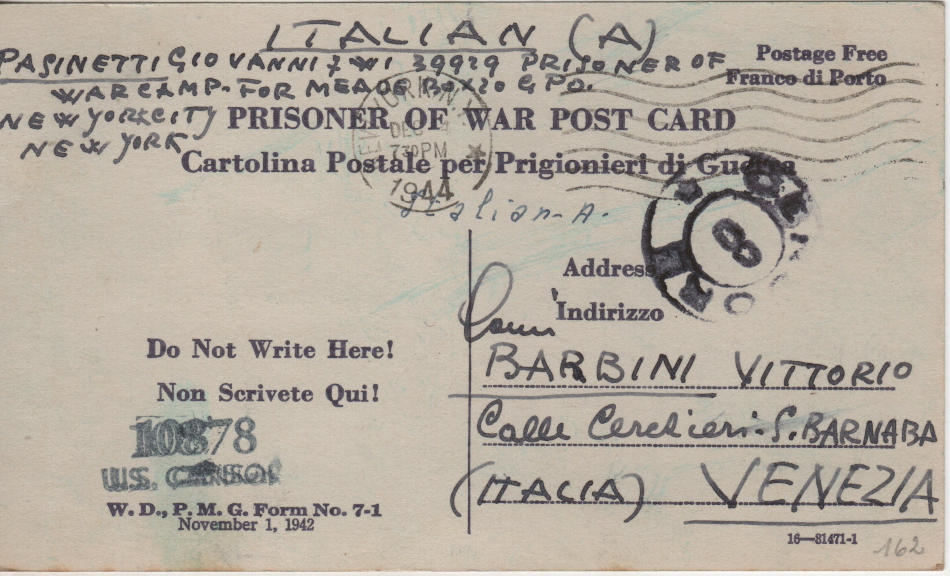 ITALIAN (A)
PASINETTI GIOVANNI 7 WI 39929 PRISONER OF
WAR CAMP. FOR MEADE BOX 20 G.P.O.
NEW YORK CITY
NEW YORK
Postage Free
Franco di Porto
PRISONER OF WAR POST CARD
Cartolina Postale per Prigionieri di Guerra
DEC
7 30 PM
1944
Italian-A.
8
Address
Indirizzo
BARBINI VITTORIO
Calle Cerchieri. S. BARNABA
(ITALIA) VENEZIA
Do Not Write Here!
Non Scrivete Qui!
10878
U.S. CENSOR
W. D., P. M. G. Form No. 7-1
November 1, 1942
16—81471-1
162